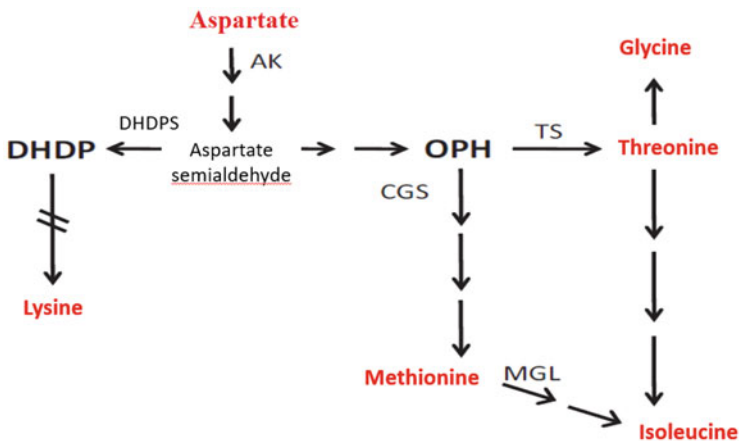 Aspartate
AK
Glycine
DHDPS
DHDP
Aspartate
semialdehyde
OPH
TS
Threonine
CGS
Lysine
Methionine
MGL
Isoleucine